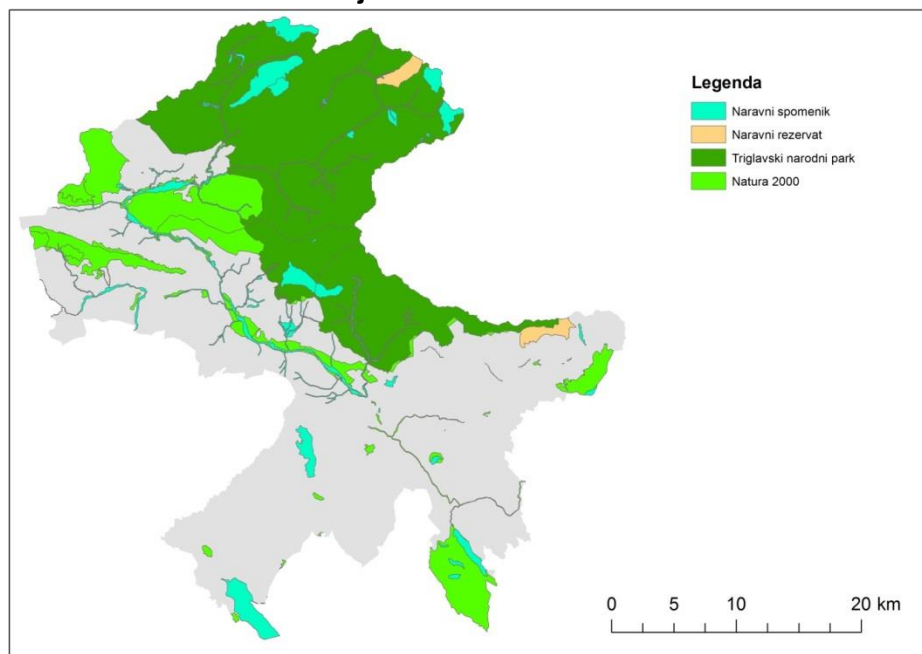 Legenda
Naravni spomenik
Naravni rezervat
Triglavski narodni park
Natura 2000
0 5 10 20 km